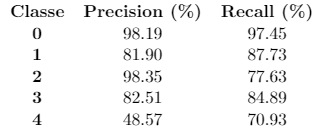 Classe Precision (%) Recall (%)
0 98.19 97.45
1 81.90 87.73
2 98.35 77.63
3 82.51 84.89
4 48.57 70.93